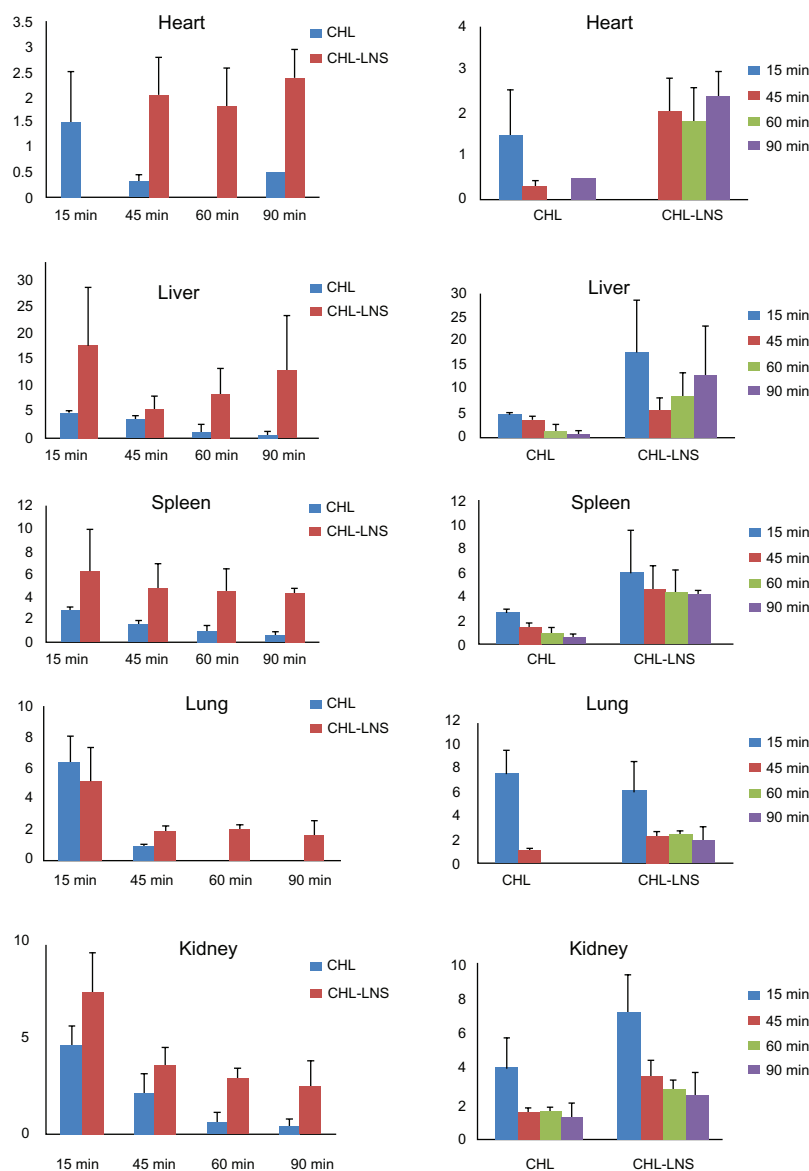 Heart
3.5
3
2.5
2
1.5
1
0.5
0
15 min 45 min 60 min 90 min
CHL
CHL-LNS
Heart
4
3
2
1
0
CHL CHL-LNS
15 min
45 min
60 min
90 min
Liver
30
25
20
15
10
5
0
15 min 45 min 60 min 90 min
CHL
CHL-LNS
Liver
30
25
20
15
10
5
0
CHL CHL-LNS
15 min
45 min
60 min
90 min
Spleen
12
10
8
6
4
2
0
15 min 45 min 60 min 90 min
CHL
CHL-LNS
Spleen
12
10
8
6
4
2
0
CHL CHL-LNS
15 min
45 min
60 min
90 min
Lung
10
8
6
4
2
0
15 min 45 min 60 min 90 min
CHL
CHL-LNS
Lung
12
10
8
6
4
2
0
CHL CHL-LNS
15 min
45 min
60 min
90 min
Kidney
10
5
0
15 min 45 min 60 min 90 min
CHL
CHL-LNS
Kidney
10
8
6
4
2
0
CHL CHL-LNS
15 min
45 min
60 min
90 min